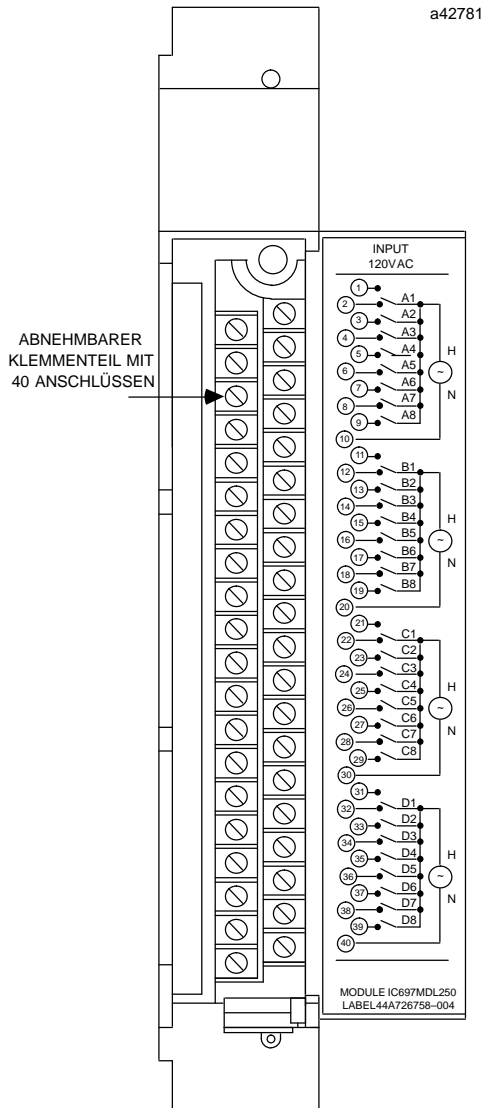 a42781
ABNEHMBARER
KLEMMENTEIL MIT
40 ANSCHLÜSSEN
INPUT
120VAC
1
2 A1
3 A2
4 A3
5 A4
6 A5
7 A6
8 A7
9 A8
10
H
~
N
11
12 B1
13 B2
14 B3
15 B4
16 B5
17 B6
18 B7
19 B8
20
H
~
N
21
22 C1
23 C2
24 C3
25 C4
26 C5
27 C6
28 C7
29 C8
30
H
~
N
31
32 D1
33 D2
34 D3
35 D4
36 D5
37 D6
38 D7
39 D8
40
H
~
N
MODULE IC697MDL250
LABEL44A726758–004